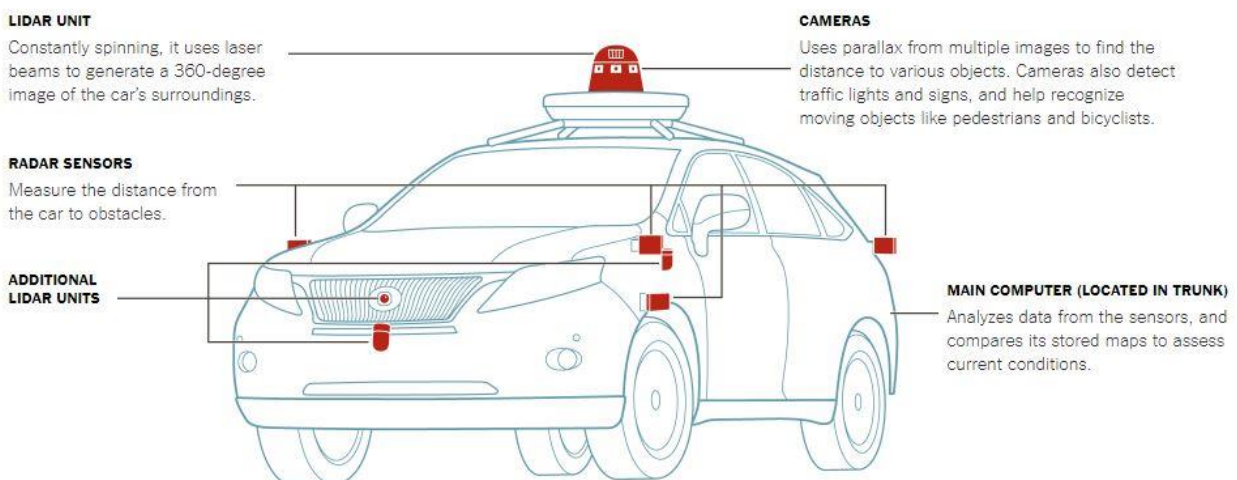 LIDAR UNIT
Constantly spinning, it uses laser
beams to generate a 360-degree
image of the car's surroundings.
CAMERAS
Uses parallax from multiple images to find the
distance to various objects. Cameras also detect
traffic lights and signs, and help recognize
moving objects like pedestrians and bicyclists.
RADAR SENSORS
Measure the distance from
the car to obstacles.
ADDITIONAL
LIDAR UNITS
MAIN COMPUTER (LOCATED IN TRUNK)
Analyzes data from the sensors, and
compares its stored maps to assess
current conditions.